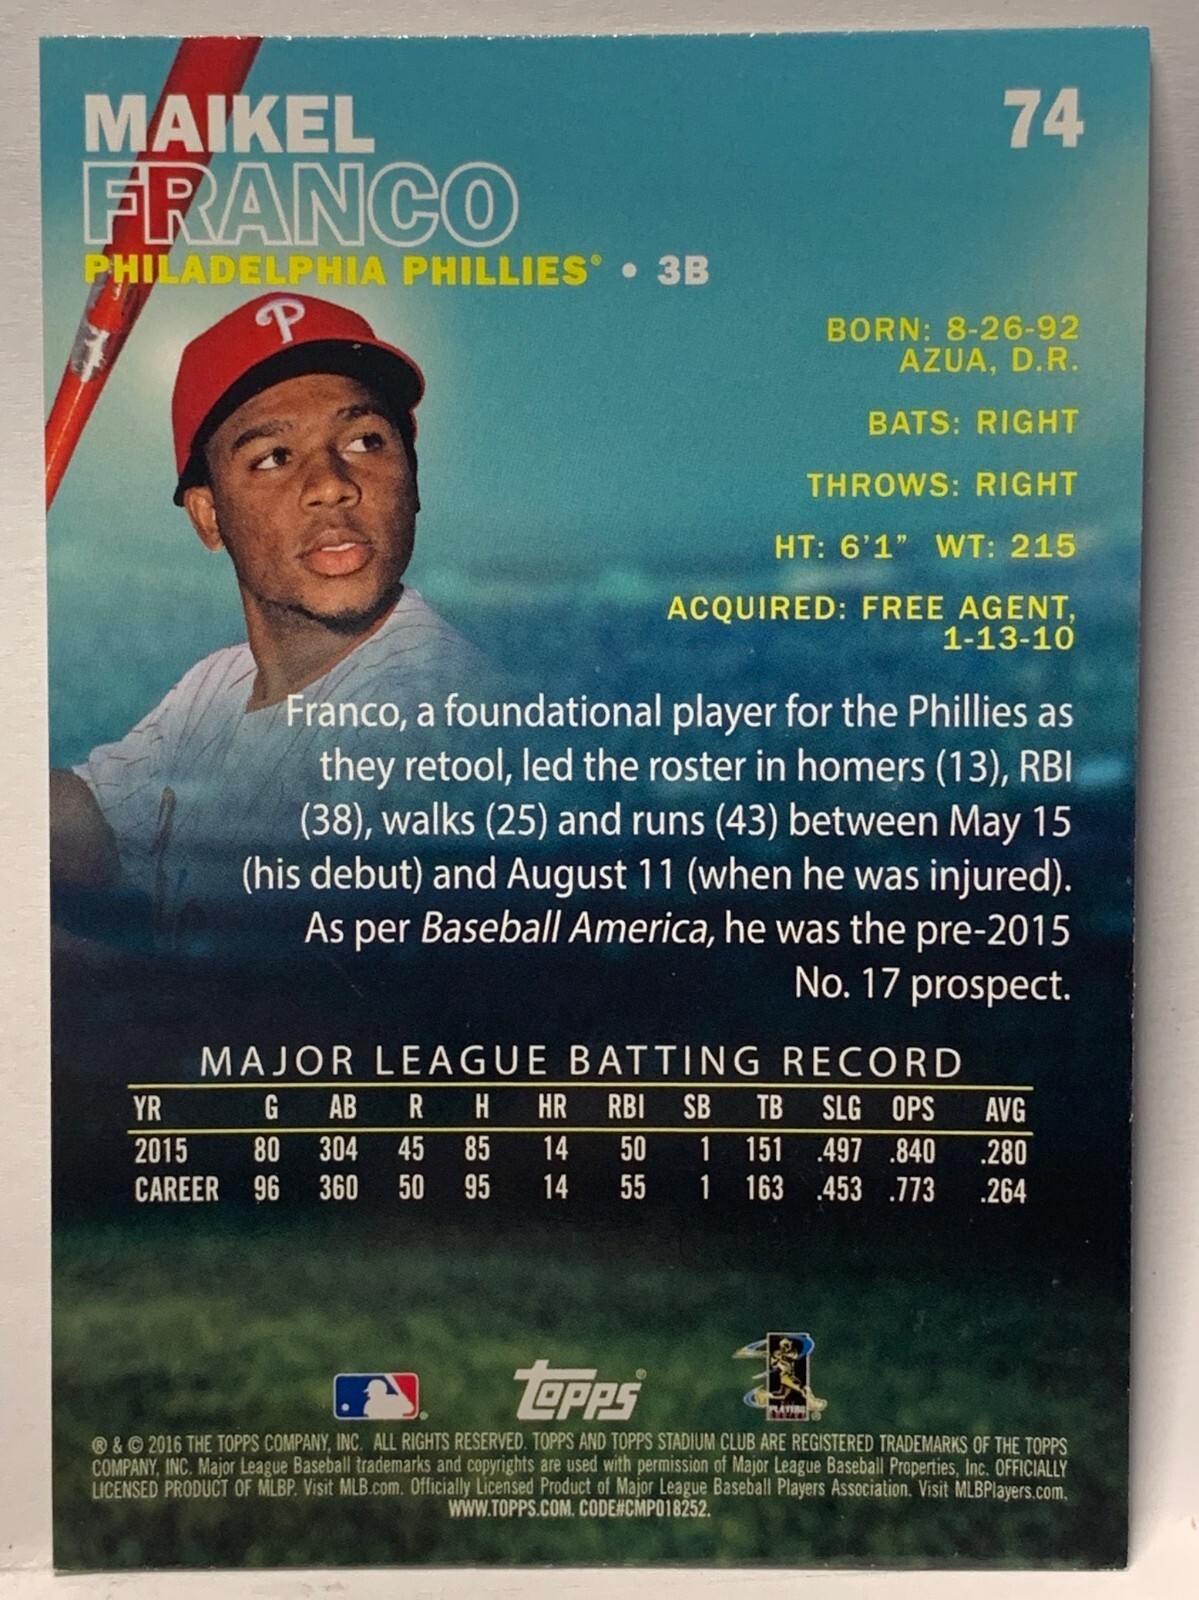 MAIKEL
FRANCO
74
PHILADELPHIA PHILLIES® • 3B
P
BORN: 8-26-92
AZUA, D.R.
BATS: RIGHT
THROWS: RIGHT
HT: 6'1" WT: 215
ACQUIRED: FREE AGENT,
1-13-10
Franco, a foundational player for the Phillies as
they retool, led the roster in homers (13), RBI
(38), walks (25) and runs (43) between May 15
(his debut) and August 11 (when he was injured).
As per Baseball America, he was the pre-2015
No. 17 prospect.
MAJOR LEAGUE BATTING RECORD
YR G AB R H HR RBI SB TB SLG OPS AVG
2015 80 304 45 85 14 50 1 151 .497 .840 .280
CAREER 96 360 50 95 14 55 1 163 .453 .773 .264
Topps®
PLAYERS
® & © 2016 THE TOPPS COMPANY, INC. ALL RIGHTS RESERVED. TOPPS AND TOPPS STADIUM CLUB ARE REGISTERED TRADEMARKS OF THE TOPPS
COMPANY, INC. Major League Baseball trademarks and copyrights are used with permission of Major League Baseball Properties, Inc. OFFICIALLY
LICENSED PRODUCT OF MLBP. Visit MLB.com. Officially Licensed Product of Major League Baseball Players Association. Visit MLBPlayers.com.
WWW.TOPPS.COM. CODE#CMP018252.